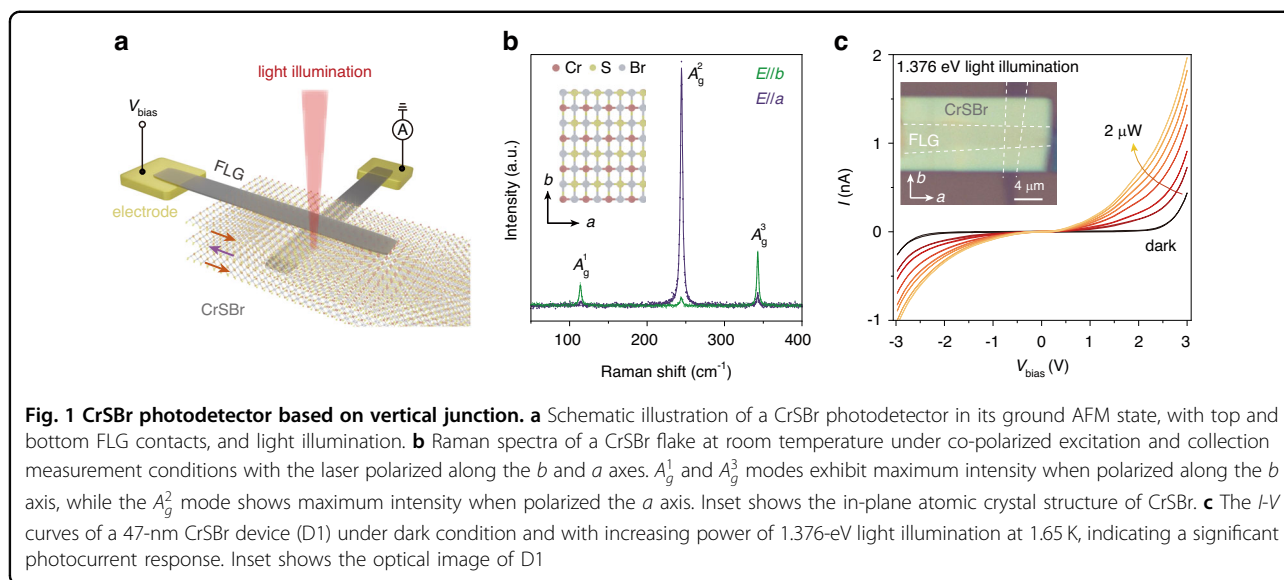 a
light illumination
V_bias
A
FLG
electrode
CrSBr
b
Cr S Br
E//b
E//a
A_g^1
A_g^2
A_g^3
b
a
Intensity (a.u.)
100 200 300 400
Raman shift (cm⁻¹)
c
1.376 eV light illumination
CrSBr
FLG
b
a
4 μm
2 μW
dark
I (nA)
2
1
0
-1
-3 -2 -1 0 1 2 3
V_bias (V)
Fig. 1 CrSBr photodetector based on vertical junction. a Schematic illustration of a CrSBr photodetector in its ground AFM state, with top and
bottom FLG contacts, and light illumination. b Raman spectra of a CrSBr flake at room temperature under co-polarized excitation and collection
measurement conditions with the laser polarized along the b and a axes. A_g^1 and A_g^3 modes exhibit maximum intensity when polarized along the b
axis, while the A_g^2 mode shows maximum intensity when polarized the a axis. Inset shows the in-plane atomic crystal structure of CrSBr. c The I-V
curves of a 47-nm CrSBr device (D1) under dark condition and with increasing power of 1.376-eV light illumination at 1.65 K, indicating a significant
photocurrent response. Inset shows the optical image of D1